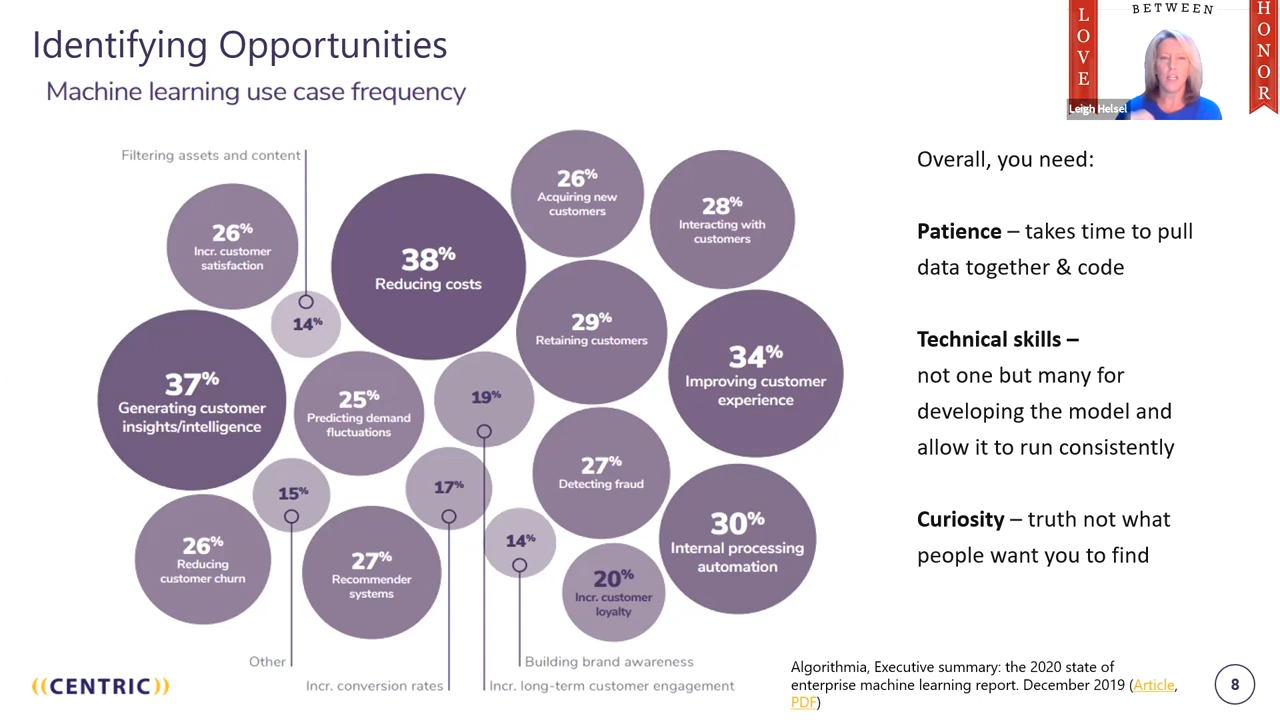 Identifying Opportunities
Machine learning use case frequency
BETWEEN
LOVE
HONOR
Leigh Helsel
Filtering assets and content
26%
Incr. customer
satisfaction
14%
38%
Reducing costs
26%
Acquiring new
customers
28%
Interacting with
customers
29%
Retaining customers
34%
Improving customer
experience
37%
Generating customer
insights/intelligence
25%
Predicting demand
fluctuations
19%
27%
Detecting fraud
15%
17%
30%
Internal processing
automation
26%
Reducing
customer churn
27%
Recommender
systems
14%
20%
Incr. customer
loyalty
Other
Building brand awareness
Incr. conversion rates
Incr. long-term customer engagement
Overall, you need:
Patience – takes time to pull
data together & code
Technical skills –
not one but many for
developing the model and
allow it to run consistently
Curiosity – truth not what
people want you to find
((CENTRIC))
Algorithmia, Executive summary: the 2020 state of
enterprise machine learning report. December 2019 (Article,
PDF)
8